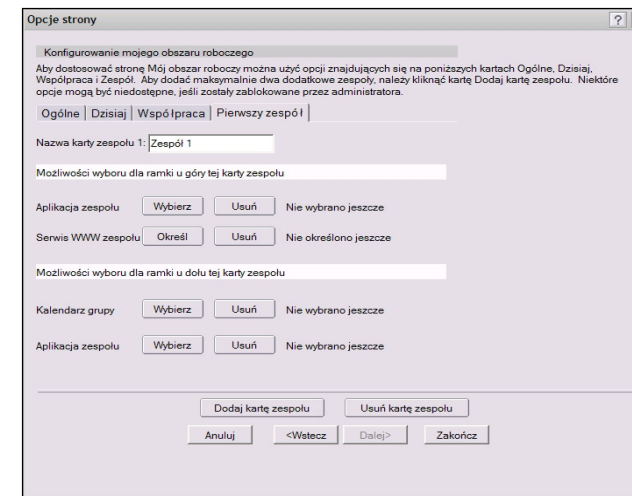 Opcje strony ?
Konfigurowanie mojego obszaru roboczego
Aby dostosować stronę Mój obszar roboczy można użyć opcji znajdujących się na poniższych kartach Ogólne, Dzisiaj,
Współpraca i Zespół. Aby dodać maksymalnie dwa dodatkowe zespoły, należy kliknąć kartę Dodaj kartę zespołu. Niektóre
opcje mogą być niedostępne, jeśli zostały zablokowane przez administratora.
Ogólne Dzisiaj Współpraca Pierwszy zespół
Nazwa karty zespołu 1: Zespół 1
Możliwości wyboru dla ramki u góry tej karty zespołu
Aplikacja zespołu Wybierz Usuń Nie wybrano jeszcze
Serwis WWW zespołu Określ Usuń Nie określono jeszcze
Możliwości wyboru dla ramki u dołu tej karty zespołu
Kalendarz grupy Wybierz Usuń Nie wybrano jeszcze
Aplikacja zespołu Wybierz Usuń Nie wybrano jeszcze
Dodaj kartę zespołu Usuń kartę zespołu
Anuluj <Wstecz Dalej> Zakończ